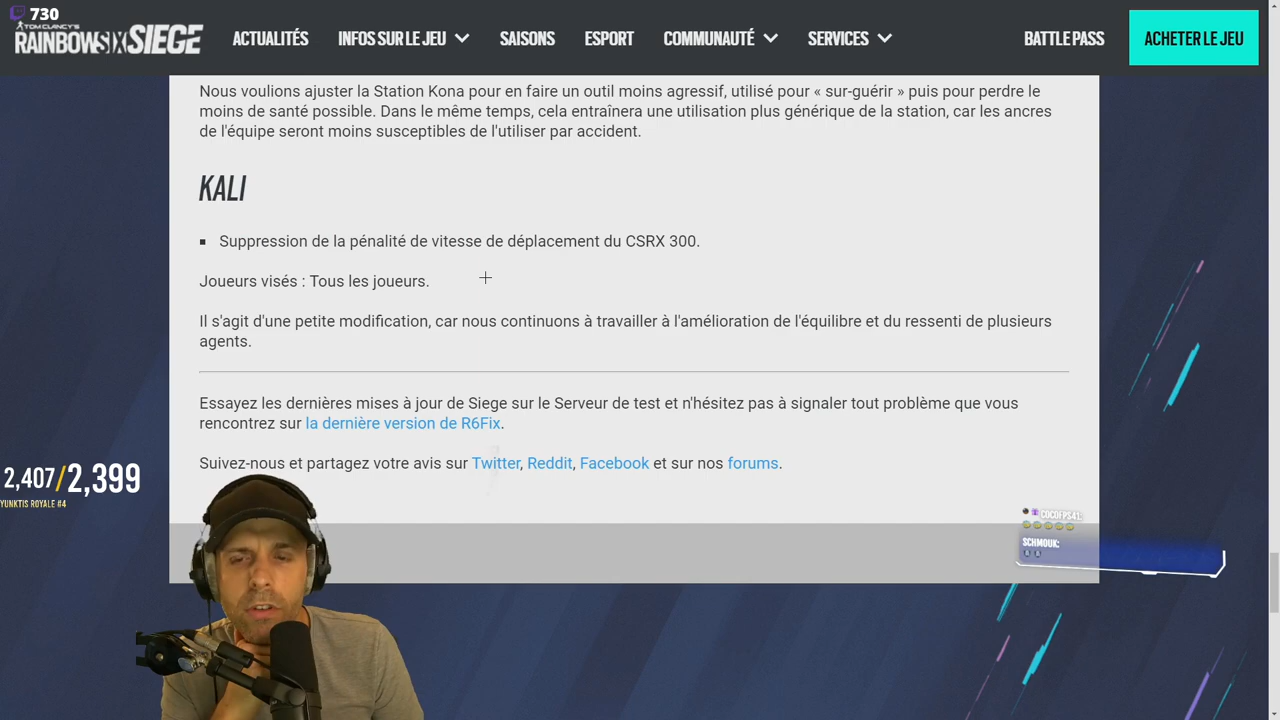 730
TOM CLANCY'S
RAINBOWSIX SIEGE
ACTUALITÉS
INFOS SUR LE JEU
SAISONS
ESPORT
COMMUNAUTÉ
SERVICES
BATTLE PASS
ACHETER LE JEU
Nous voulions ajuster la Station Kona pour en faire un outil moins agressif, utilisé pour « sur-guérir » puis pour perdre le
moins de santé possible. Dans le même temps, cela entraînera une utilisation plus générique de la station, car les ancres
de l'équipe seront moins susceptibles de l'utiliser par accident.
KALI
▪ Suppression de la pénalité de vitesse de déplacement du CSRX 300.
Joueurs visés : Tous les joueurs.
Il s'agit d'une petite modification, car nous continuons à travailler à l'amélioration de l'équilibre et du ressenti de plusieurs
agents.
Essayez les dernières mises à jour de Siege sur le Serveur de test et n'hésitez pas à signaler tout problème que vous
rencontrez sur la dernière version de R6Fix.
Suivez-nous et partagez votre avis sur Twitter, Reddit, Facebook et sur nos forums.
2,407/2,399
YUNKTIS ROYALE #4
COCOFPS41:
SCHMOUK: